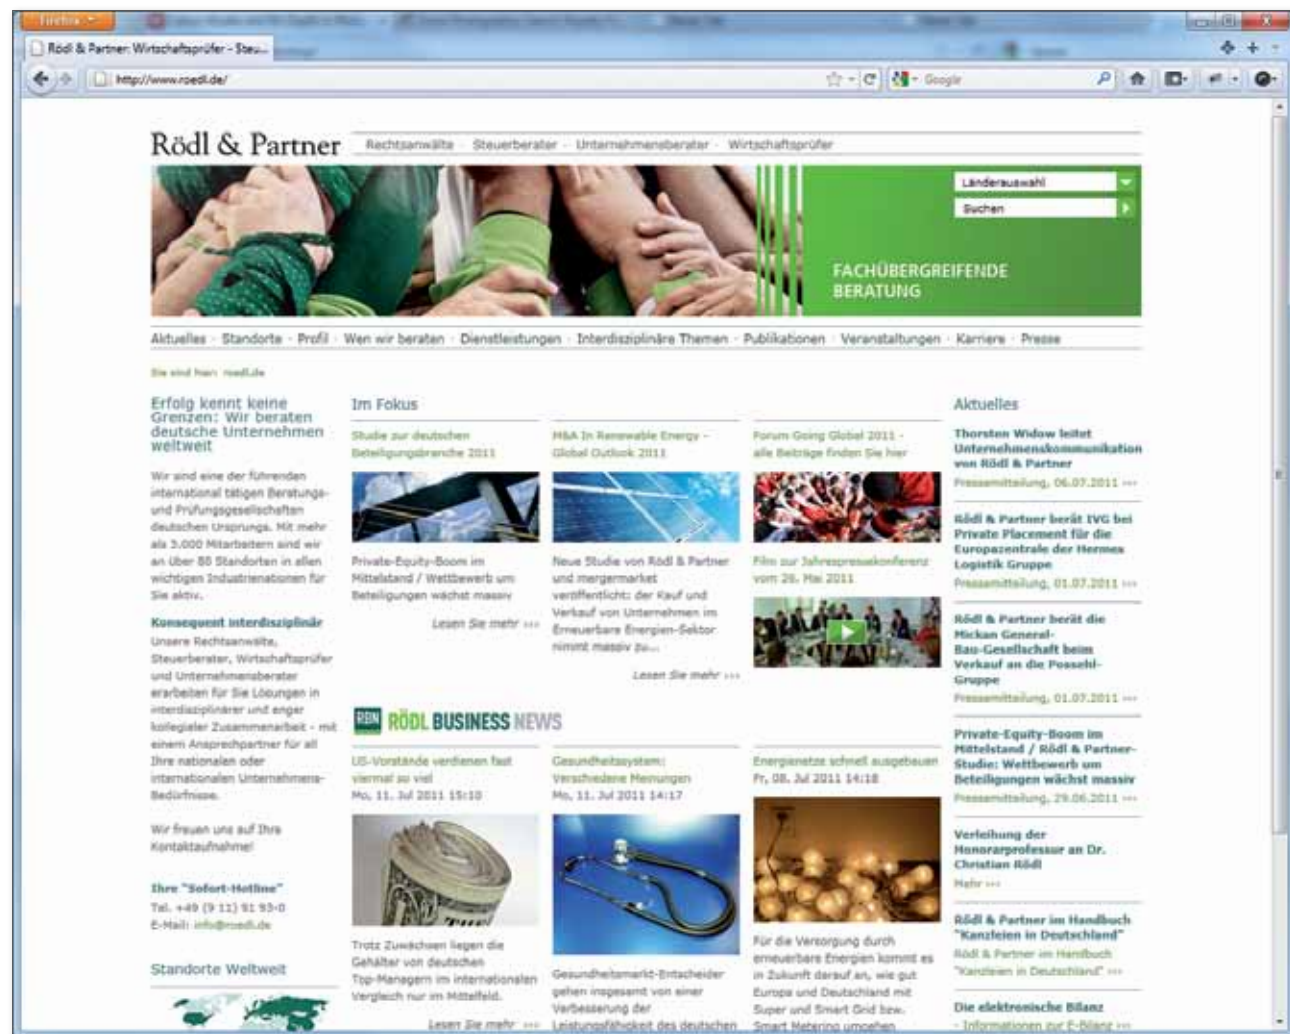 Firefox
Rödl & Partner: Wirtschaftsprüfer - Steu...
http://www.roedl.de/
Google
Rödl & Partner
Rechtsanwälte · Steuerberater · Unternehmensberater · Wirtschaftsprüfer
Länderauswahl
Suchen
FACHÜBERGREIFENDE
BERATUNG
Aktuelles · Standorte · Profil · Wen wir beraten · Dienstleistungen · Interdisziplinäre Themen · Publikationen · Veranstaltungen · Karriere · Presse
Sie sind hier: roedl.de
Erfolg kennt keine
Grenzen: Wir beraten
deutsche Unternehmen
weltweit
Wir sind eine der führenden
international tätigen Beratungs-
und Prüfungsgesellschaften
deutschen Ursprungs. Mit mehr
als 3.000 Mitarbeitern sind wir
an über 80 Standorten in allen
wichtigen Industrienationen für
Sie aktiv.
Konsequent interdisziplinär
Unsere Rechtsanwälte,
Steuerberater, Wirtschaftsprüfer
und Unternehmensberater
erarbeiten für Sie Lösungen in
interdisziplinärer und enger
kollegialer Zusammenarbeit - mit
einem Ansprechpartner für all
Ihre nationalen oder
internationalen Unternehmens-
Bedürfnisse.
Wir freuen uns auf Ihre
Kontaktaufnahme!
Ihre "Sofort-Hotline"
Tel. +49 (9 11) 91 93-0
E-Mail: info@roedl.de
Standorte Weltweit
Im Fokus
Studie zur deutschen
Beteiligungsbranche 2011
Private-Equity-Boom im
Mittelstand / Wettbewerb um
Beteiligungen wächst massiv
Lesen Sie mehr >>>
M&A In Renewable Energy -
Global Outlook 2011
Neue Studie von Rödl & Partner
und mergermarket
veröffentlicht: der Kauf und
Verkauf von Unternehmen im
Erneuerbare Energien-Sektor
nimmt massiv zu...
Lesen Sie mehr >>>
Forum Going Global 2011 -
alle Beiträge finden Sie hier
Film zur Jahrespressekonferenz
vom 26. Mai 2011
RBN RÖDL BUSINESS NEWS
US-Vorstände verdienen fast
viermal so viel
Mo, 11. Jul 2011 15:10
Trotz Zuwächsen liegen die
Gehälter von deutschen
Top-Managern im internationalen
Vergleich nur im Mittelfeld.
Lesen Sie mehr >>>
Gesundheitssystem:
Verschiedene Meinungen
Mo, 11. Jul 2011 14:17
Gesundheitsmarkt-Entscheider
gehen insgesamt von einer
Verbesserung der
Leistungsfähigkeit des deutschen
Energienetze schnell ausgebauen
Fr, 08. Jul 2011 14:18
Für die Versorgung durch
erneuerbare Energien kommt es
in Zukunft darauf an, wie gut
Europa und Deutschland mit
Super und Smart Grid bzw.
Smart Metering umgehen
Aktuelles
Thorsten Widow leitet
Unternehmenskommunikation
von Rödl & Partner
Pressemitteilung, 06.07.2011 >>>
Rödl & Partner berät IVG bei
Private Placement für die
Europazentrale der Hermes
Logistik Gruppe
Pressemitteilung, 01.07.2011 >>>
Rödl & Partner berät die
Mickan General-
Bau-Gesellschaft beim
Verkauf an die Possehl-
Gruppe
Pressemitteilung, 01.07.2011 >>>
Private-Equity-Boom im
Mittelstand / Rödl & Partner-
Studie: Wettbewerb um
Beteiligungen wächst massiv
Pressemitteilung, 29.06.2011 >>>
Verleihung der
Honorarprofessur an Dr.
Christian Rödl
Mehr >>>
Rödl & Partner im Handbuch
"Kanzleien in Deutschland"
Rödl & Partner im Handbuch
"Kanzleien in Deutschland" >>>
Die elektronische Bilanz
- Informationen zur E-Bilanz >>>